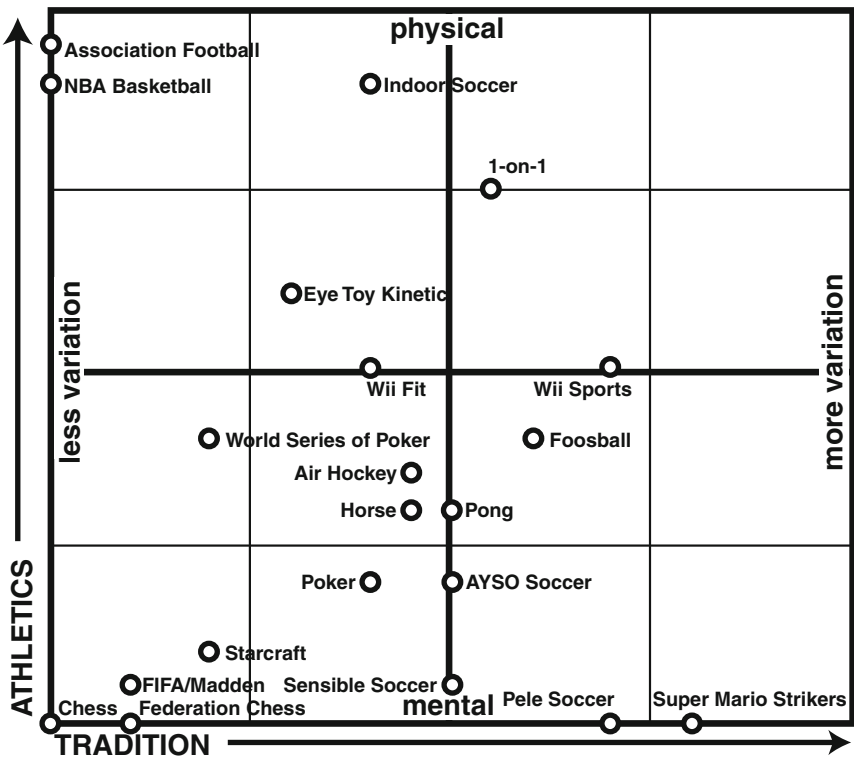 physical
Association Football
NBA Basketball
Indoor Soccer
1-on-1
Eye Toy Kinetic
less variation
more variation
Wii Fit
Wii Sports
World Series of Poker
Foosball
Air Hockey
Horse
Pong
Poker
AYSO Soccer
ATHLETICS
Starcraft
FIFA/Madden
Sensible Soccer
Chess
Federation Chess
mental
Pele Soccer
Super Mario Strikers
TRADITION